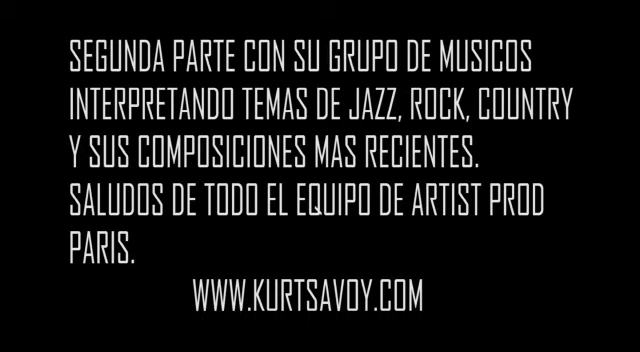 SEGUNDA PARTE CON SU GRUPO DE MUSICOS
INTERPRETANDO TEMAS DE JAZZ, ROCK, COUNTRY
Y SUS COMPOSICIONES MAS RECIENTES.
SALUDOS DE TODO EL EQUIPO DE ARTIST PROD
PARIS.
WWW.KURTSAVOY.COM